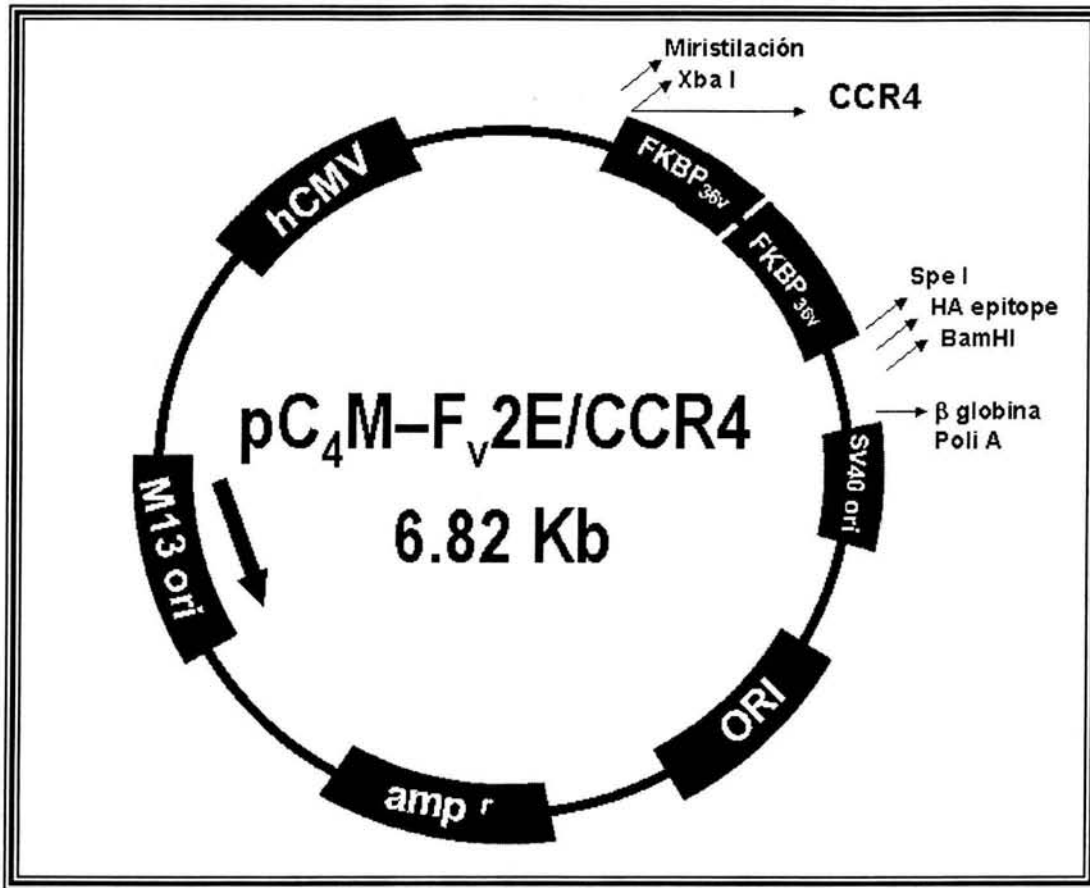 Miristilación
Xba I
CCR4
hCMV
FKBP36v
FKBP36v
Spe I
HA epitope
BamHI
β globina
Poli A
SV40 ori
pC4M–Fv2E/CCR4
6.82 Kb
M13 ori
ORI
amp r